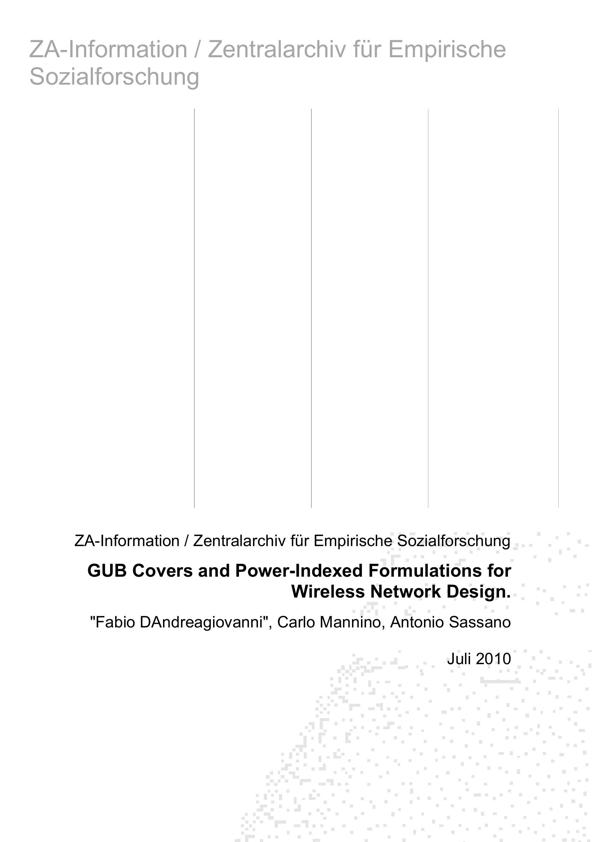 ZA-Information / Zentralarchiv für Empirische
Sozialforschung
ZA-Information / Zentralarchiv für Empirische Sozialforschung
GUB Covers and Power-Indexed Formulations for
Wireless Network Design.
"Fabio DAndreagiovanni", Carlo Mannino, Antonio Sassano
Juli 2010